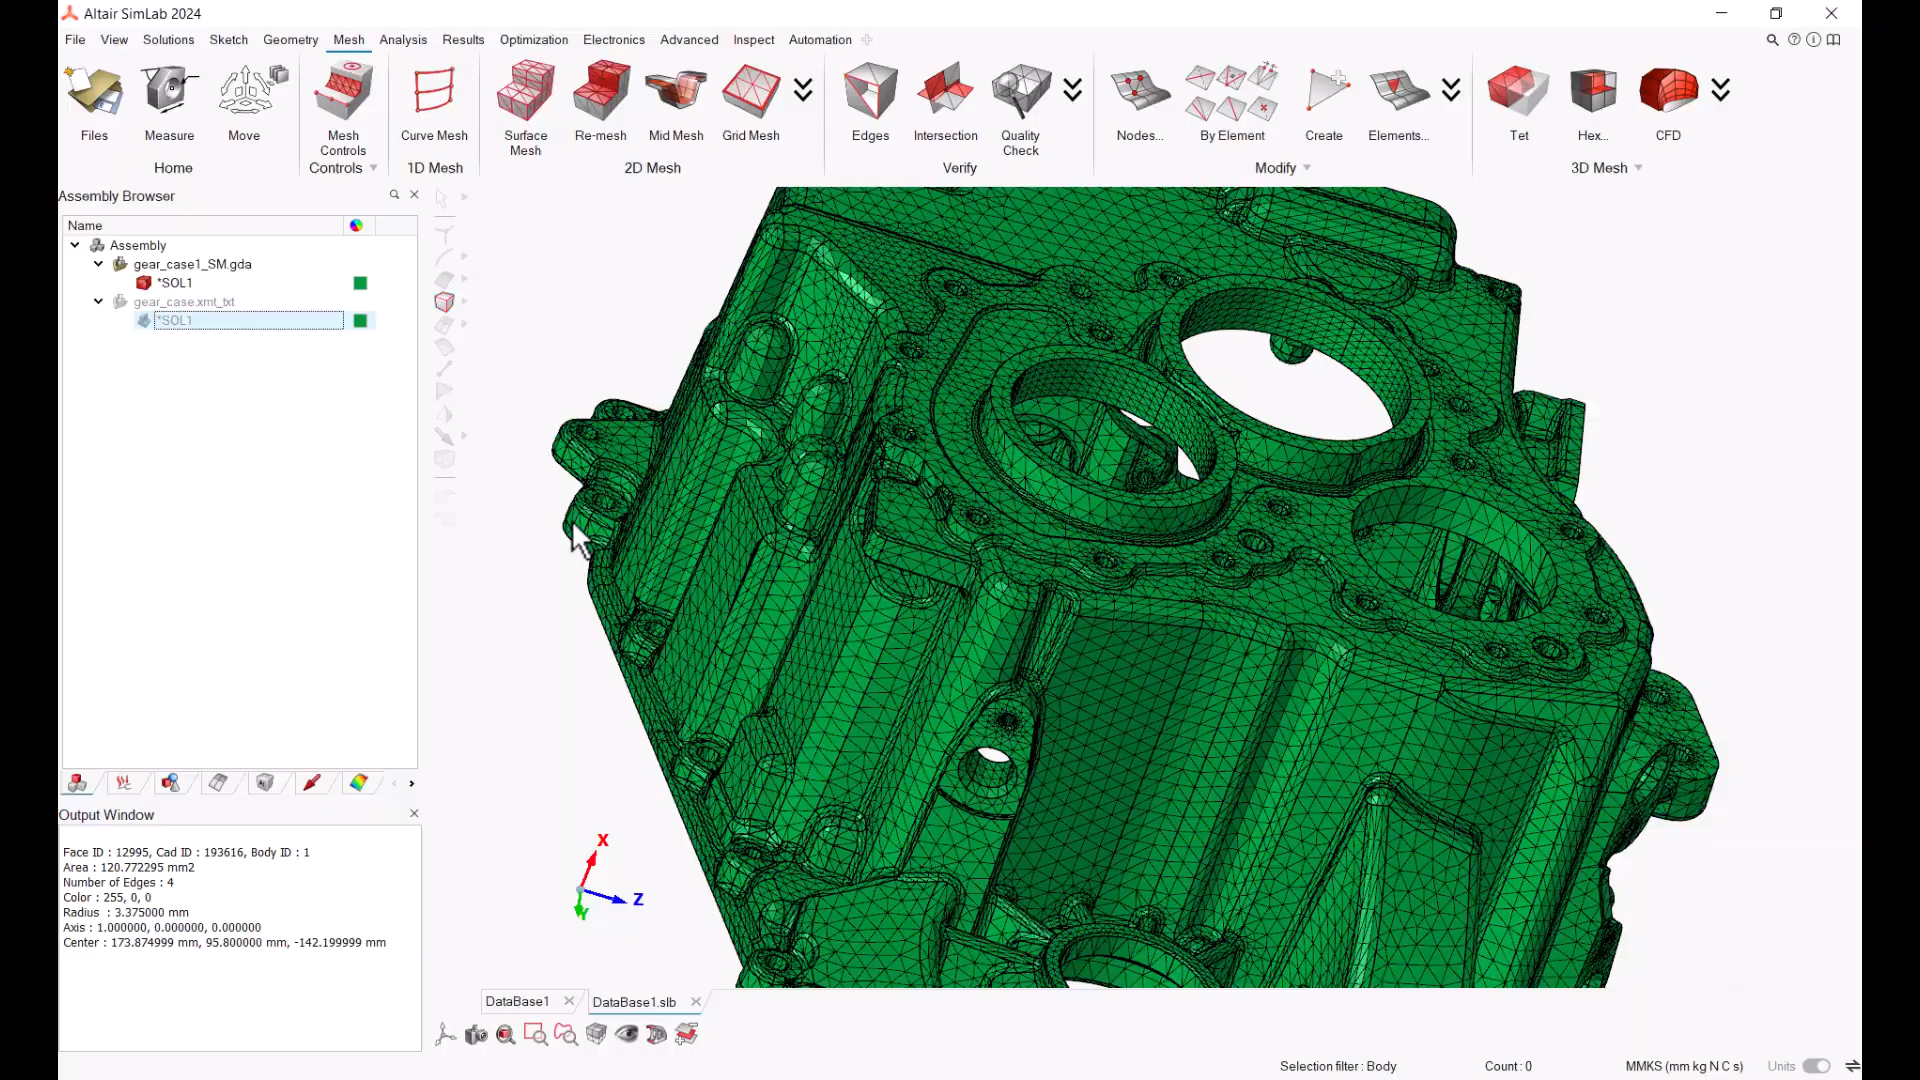 Altair SimLab 2024
File View Solutions Sketch Geometry Mesh Analysis Results Optimization Electronics Advanced Inspect Automation
Files Measure Move
Home
Mesh Controls
Controls
Curve Mesh
1D Mesh
Surface Mesh Re-mesh Mid Mesh Grid Mesh
2D Mesh
Edges Intersection Quality Check
Verify
Nodes... By Element Create Elements...
Modify
Tet Hex... CFD
3D Mesh
Assembly Browser
Name
Assembly
gear_case1_SM.gda
*SOL1
gear_case.xmt_txt
*SOL1
Output Window
Face ID : 12995, Cad ID : 193616, Body ID : 1
Area : 120.772295 mm2
Number of Edges : 4
Color : 255, 0, 0
Radius : 3.375000 mm
Axis : 1.000000, 0.000000, 0.000000
Center : 173.874999 mm, 95.800000 mm, -142.199999 mm
X
Z
Y
DataBase1 DataBase1.slb
Selection filter : Body Count : 0 MMKS (mm kg N C s) Units